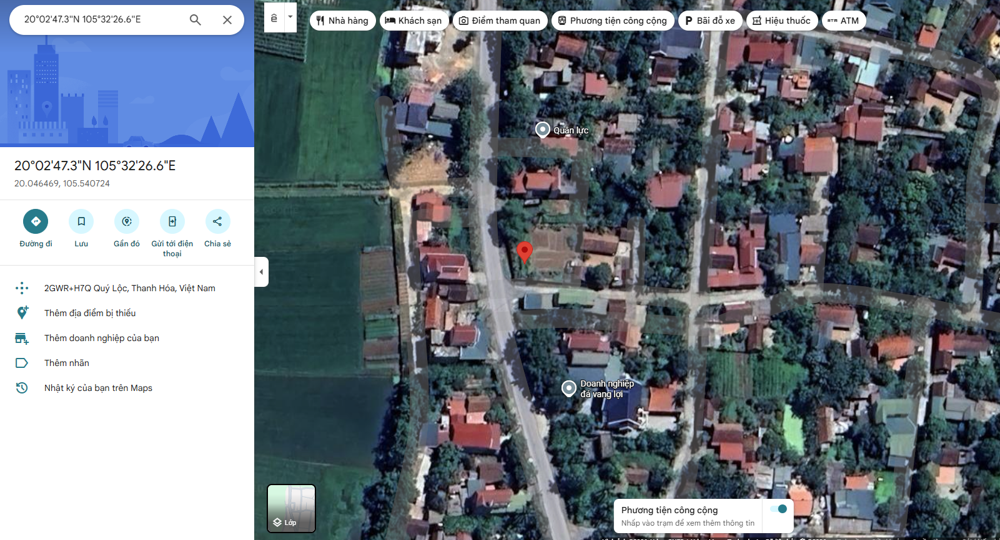 20°02'47.3"N 105°32'26.6"E
ê
Nhà hàng
Khách sạn
Điểm tham quan
Phương tiện công cộng
Bãi đỗ xe
Hiệu thuốc
ATM
20°02'47.3"N 105°32'26.6"E
20.046469, 105.540724
Đường đi
Lưu
Gần đó
Gửi tới điện
thoại
Chia sẻ
2GWR+H7Q Quý Lộc, Thanh Hóa, Việt Nam
Thêm địa điểm bị thiếu
Thêm doanh nghiệp của bạn
Thêm nhãn
Nhật ký của bạn trên Maps
Quân lực
Doanh nghiệp
đá vang lợi
Lớp
Phương tiện công cộng
Nhấp vào trạm để xem thêm thông tin